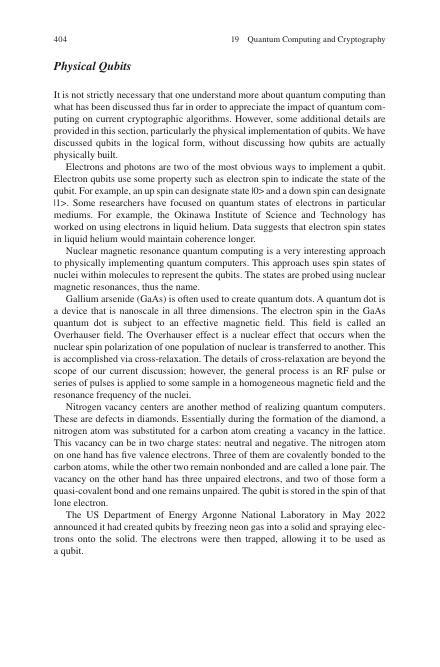 404
19 Quantum Computing and Cryptography
Physical Qubits
It is not strictly necessary that one understand more about quantum computing than
what has been discussed thus far in order to appreciate the impact of quantum com-
puting on current cryptographic algorithms. However, some additional details are
provided in this section, particularly the physical implementation of qubits. We have
discussed qubits in the logical form, without discussing how qubits are actually
physically built.
Electrons and photons are two of the most obvious ways to implement a qubit.
Electron qubits use some property such as electron spin to indicate the state of the
qubit. For example, an up spin can designate state |0> and a down spin can designate
|1>. Some researchers have focused on quantum states of electrons in particular
mediums. For example, the Okinawa Institute of Science and Technology has
worked on using electrons in liquid helium. Data suggests that electron spin states
in liquid helium would maintain coherence longer.
Nuclear magnetic resonance quantum computing is a very interesting approach
to physically implementing quantum computers. This approach uses spin states of
nuclei within molecules to represent the qubits. The states are probed using nuclear
magnetic resonances, thus the name.
Gallium arsenide (GaAs) is often used to create quantum dots. A quantum dot is
a device that is nanoscale in all three dimensions. The electron spin in the GaAs
quantum dot is subject to an effective magnetic field. This field is called an
Overhauser field. The Overhauser effect is a nuclear effect that occurs when the
nuclear spin polarization of one population of nuclear is transferred to another. This
is accomplished via cross-relaxation. The details of cross-relaxation are beyond the
scope of our current discussion; however, the general process is an RF pulse or
series of pulses is applied to some sample in a homogeneous magnetic field and the
resonance frequency of the nuclei.
Nitrogen vacancy centers are another method of realizing quantum computers.
These are defects in diamonds. Essentially during the formation of the diamond, a
nitrogen atom was substituted for a carbon atom creating a vacancy in the lattice.
This vacancy can be in two charge states: neutral and negative. The nitrogen atom
on one hand has five valence electrons. Three of them are covalently bonded to the
carbon atoms, while the other two remain nonbonded and are called a lone pair. The
vacancy on the other hand has three unpaired electrons, and two of those form a
quasi-covalent bond and one remains unpaired. The qubit is stored in the spin of that
lone electron.
The US Department of Energy Argonne National Laboratory in May 2022
announced it had created qubits by freezing neon gas into a solid and spraying elec-
trons onto the solid. The electrons were then trapped, allowing it to be used as
a qubit.